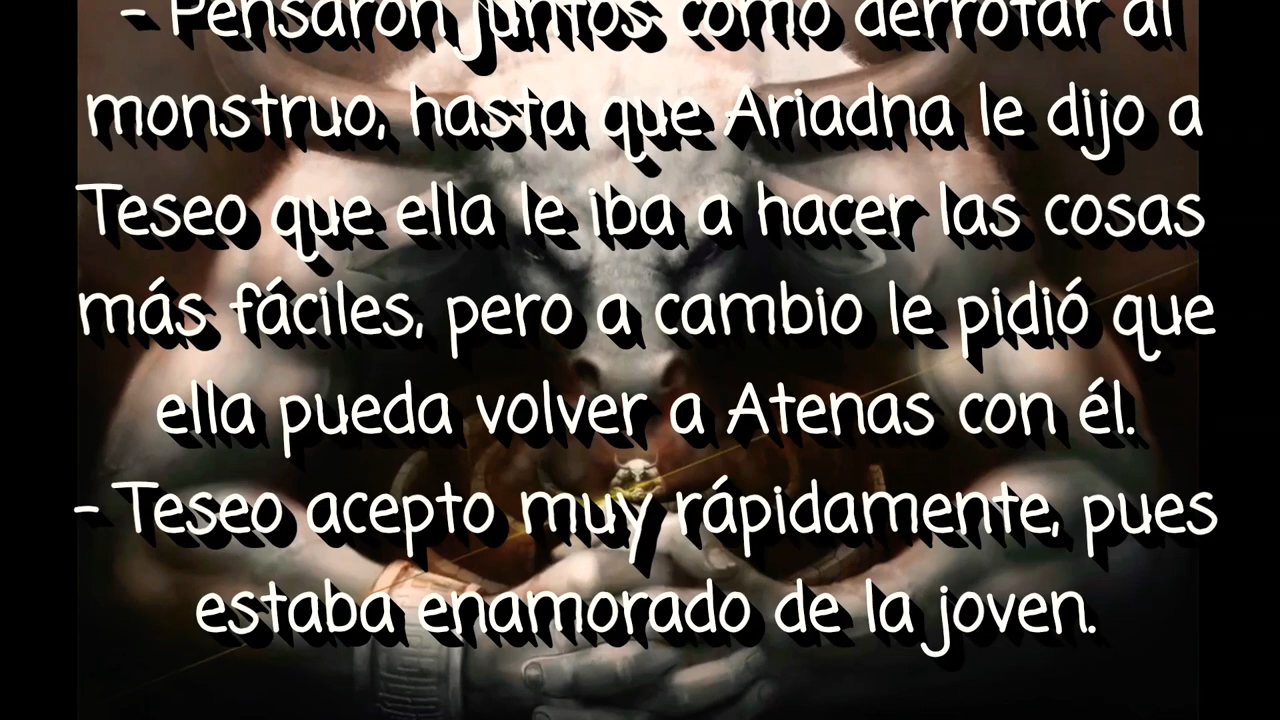 - Pensaron juntos como derrotar al
monstruo, hasta que Ariadna le dijo a
Teseo que ella le iba a hacer las cosas
más fáciles, pero a cambio le pidió que
ella pueda volver a Atenas con él.
- Teseo acepto muy rápidamente, pues
estaba enamorado de la joven.